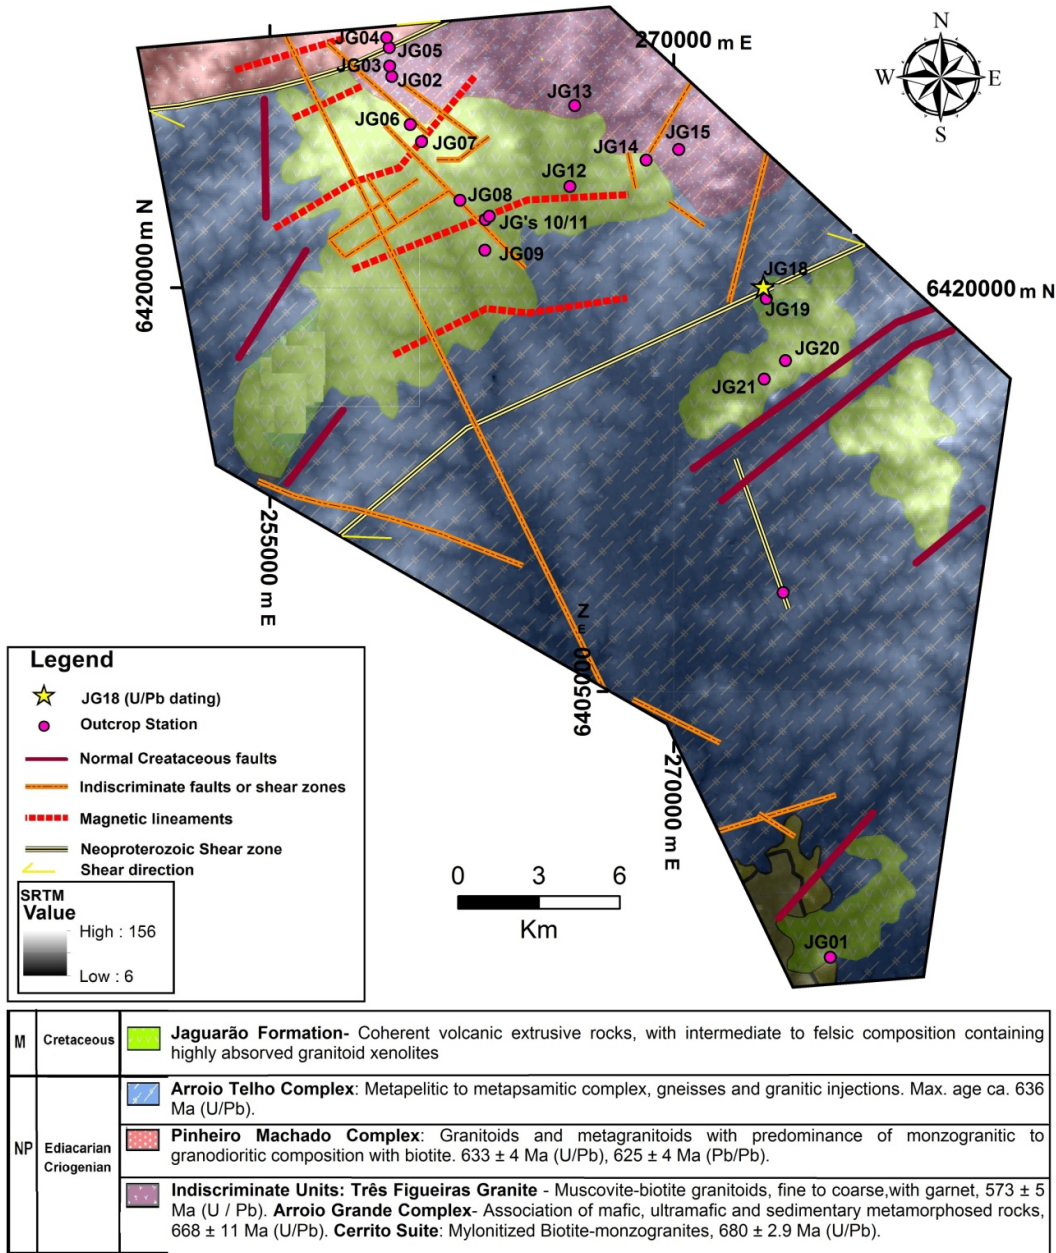 JG04
JG05
JG03
JG02
270000 m E
N
W
E
S
JG13
JG06
JG07
JG15
JG14
JG12
JG08
JG's 10/11
JG09
6420000 m N
JG18
JG19
6420000 m N
JG20
JG21
255000 m E
N
E
6405000
270000 m E
Legend
JG18 (U/Pb dating)
Outcrop Station
Normal Creataceous faults
Indiscriminate faults or shear zones
Magnetic lineaments
Neoproterozoic Shear zone
Shear direction
SRTM
Value
High : 156
Low : 6
0 3 6
Km
JG01
M
Cretaceous
Jaguarão Formation- Coherent volcanic extrusive rocks, with intermediate to felsic composition containing
highly absorved granitoid xenolites
NP
Ediacarian
Criogenian
Arroio Telho Complex: Metapelitic to metapsamitic complex, gneisses and granitic injections. Max. age ca. 636
Ma (U/Pb).
Pinheiro Machado Complex: Granitoids and metagranitoids with predominance of monzogranitic to
granodioritic composition with biotite. 633 ± 4 Ma (U/Pb), 625 ± 4 Ma (Pb/Pb).
Indiscriminate Units: Três Figueiras Granite - Muscovite-biotite granitoids, fine to coarse,with garnet, 573 ± 5
Ma (U / Pb). Arroio Grande Complex- Association of mafic, ultramafic and sedimentary metamorphosed rocks,
668 ± 11 Ma (U/Pb). Cerrito Suite: Mylonitized Biotite-monzogranites, 680 ± 2.9 Ma (U/Pb).